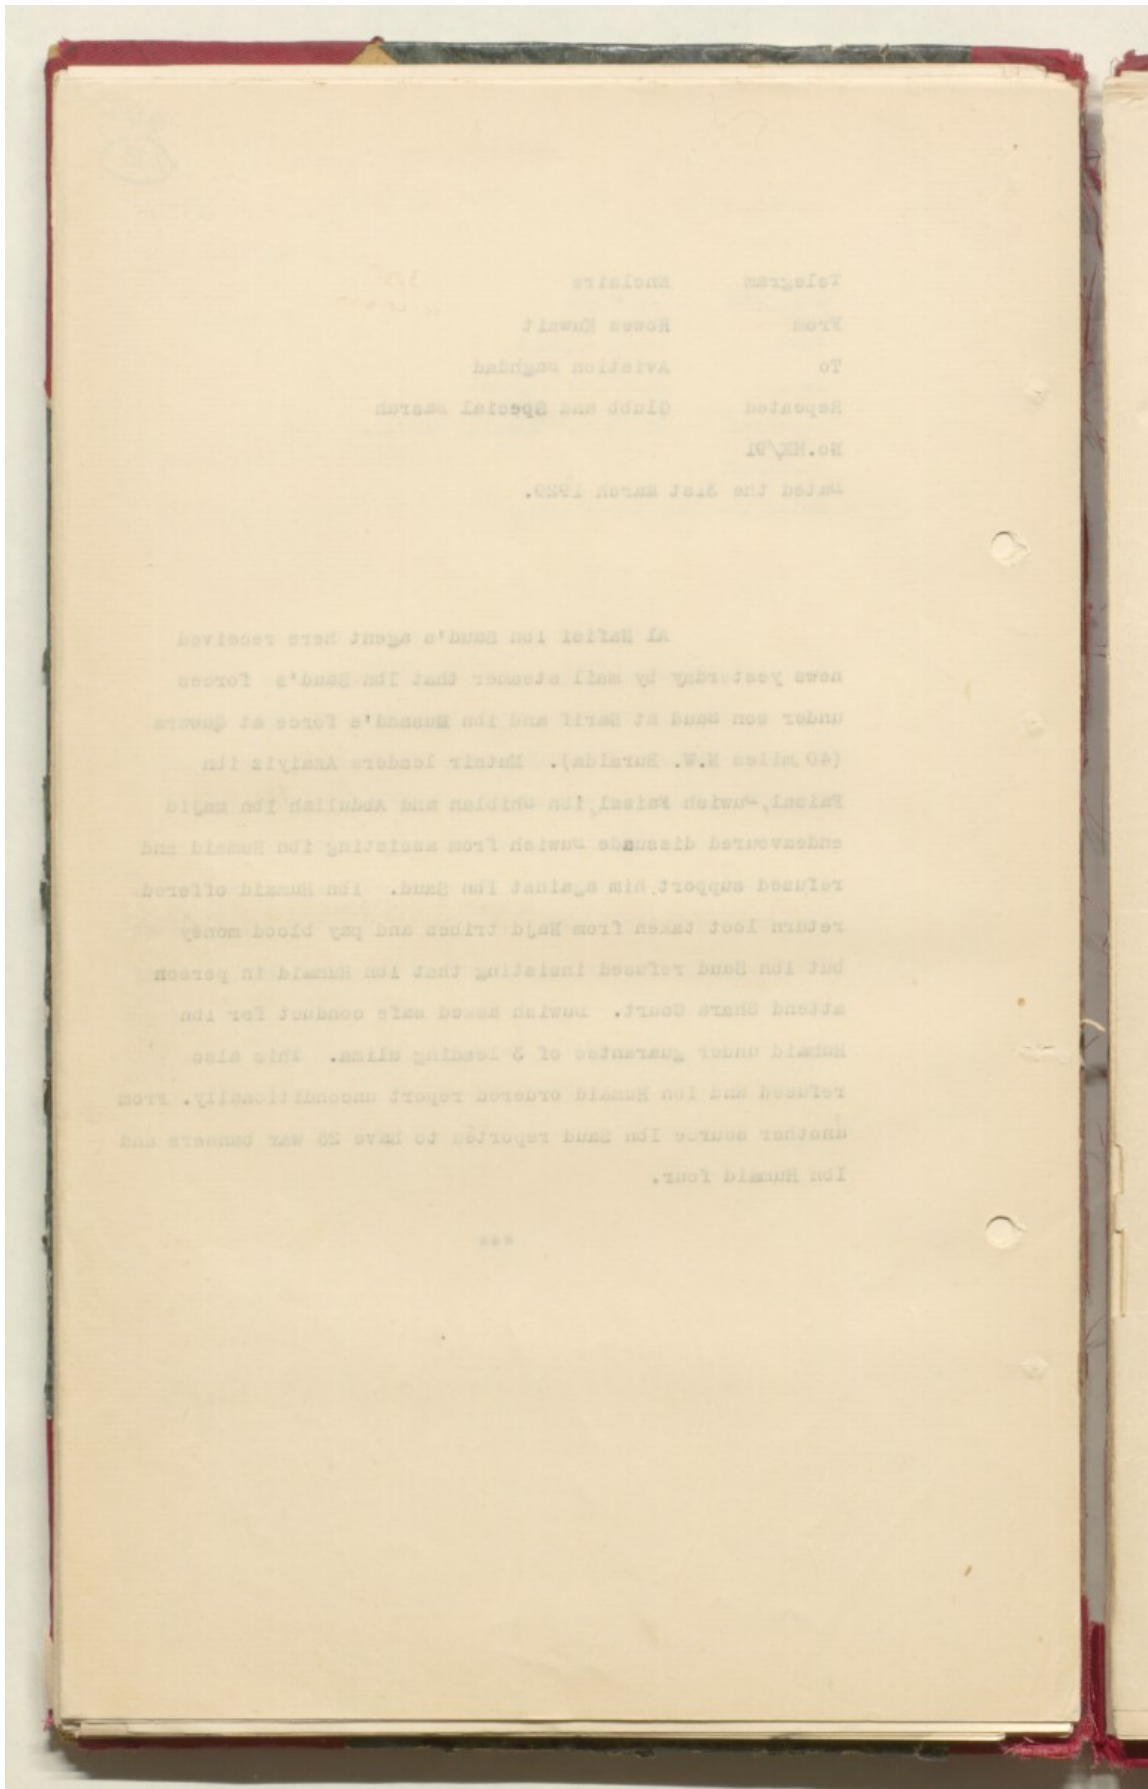 Telegram Enclaire
From Howes Kuwait
To Aviation Baghdad
Repeated Glubb and Special Basrah
No.HK/91
Dated the 31st March 1929.
Al Nafisi Ibn Saud's agent here received
news yesterday by mail steamer that Ibn Saud's forces
under son Saud at Sarif and ibn Musaad's force at Quwara
(40 miles N.W. Buraida). Mutair leaders Azaiyiz ibn
Faisal, Duwish Faisal ibn Shiblan and Abdullah ibn Majid
endeavoured dissuade Duwish from assisting ibn Humaid and
refused support him against Ibn Saud. Ibn Humaid offered
return loot taken from Najd tribes and pay blood money
but Ibn Saud refused insisting that ibn Humaid in person
attend Shara Court. Duwish asked safe conduct for ibn
Humaid under guarantee of 3 leading ulima. This also
refused and ibn Humaid ordered report unconditionally. From
another source Ibn Saud reported to have 28 war banners and
Ibn Humaid four.